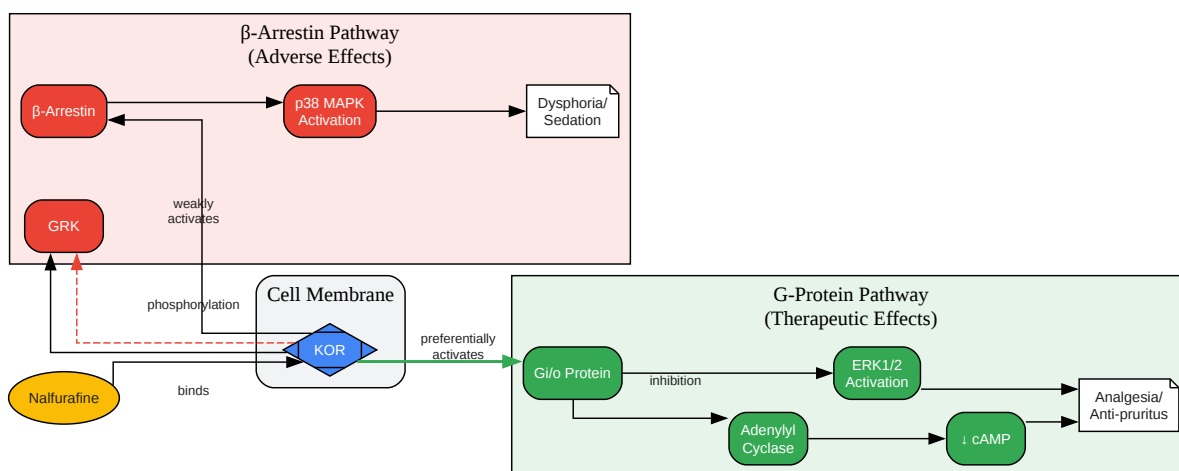 β-Arrestin Pathway
(Adverse Effects)
β-Arrestin
p38 MAPK
Activation
Dysphoria/
Sedation
GRK
weakly
activates
phosphorylation
Cell Membrane
KOR
Nalfurafine
binds
preferentially
activates
G-Protein Pathway
(Therapeutic Effects)
Gi/o Protein
inhibition
ERK1/2
Activation
Adenylyl
Cyclase
↓ cAMP
Analgesia/
Anti-pruritus